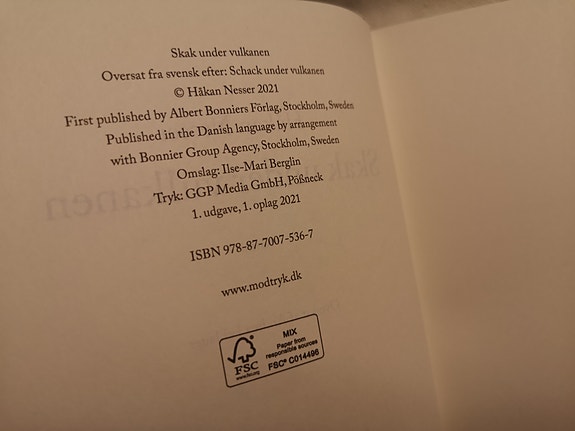 Skak under vulkanen
Oversat fra svensk efter: Schack under vulkanen
© Håkan Nesser 2021
First published by Albert Bonniers Förlag, Stockholm, Sweden
Published in the Danish language by arrangement
with Bonnier Group Agency, Stockholm, Sweden
Omslag: Ilse-Mari Berglin
Tryk: GGP Media GmbH, Pößneck
1. udgave, 1. oplag 2021
ISBN 978-87-7007-536-7
www.modtryk.dk
FSC
www.fsc.org
MIX
Paper from
responsible sources
FSC® C014496